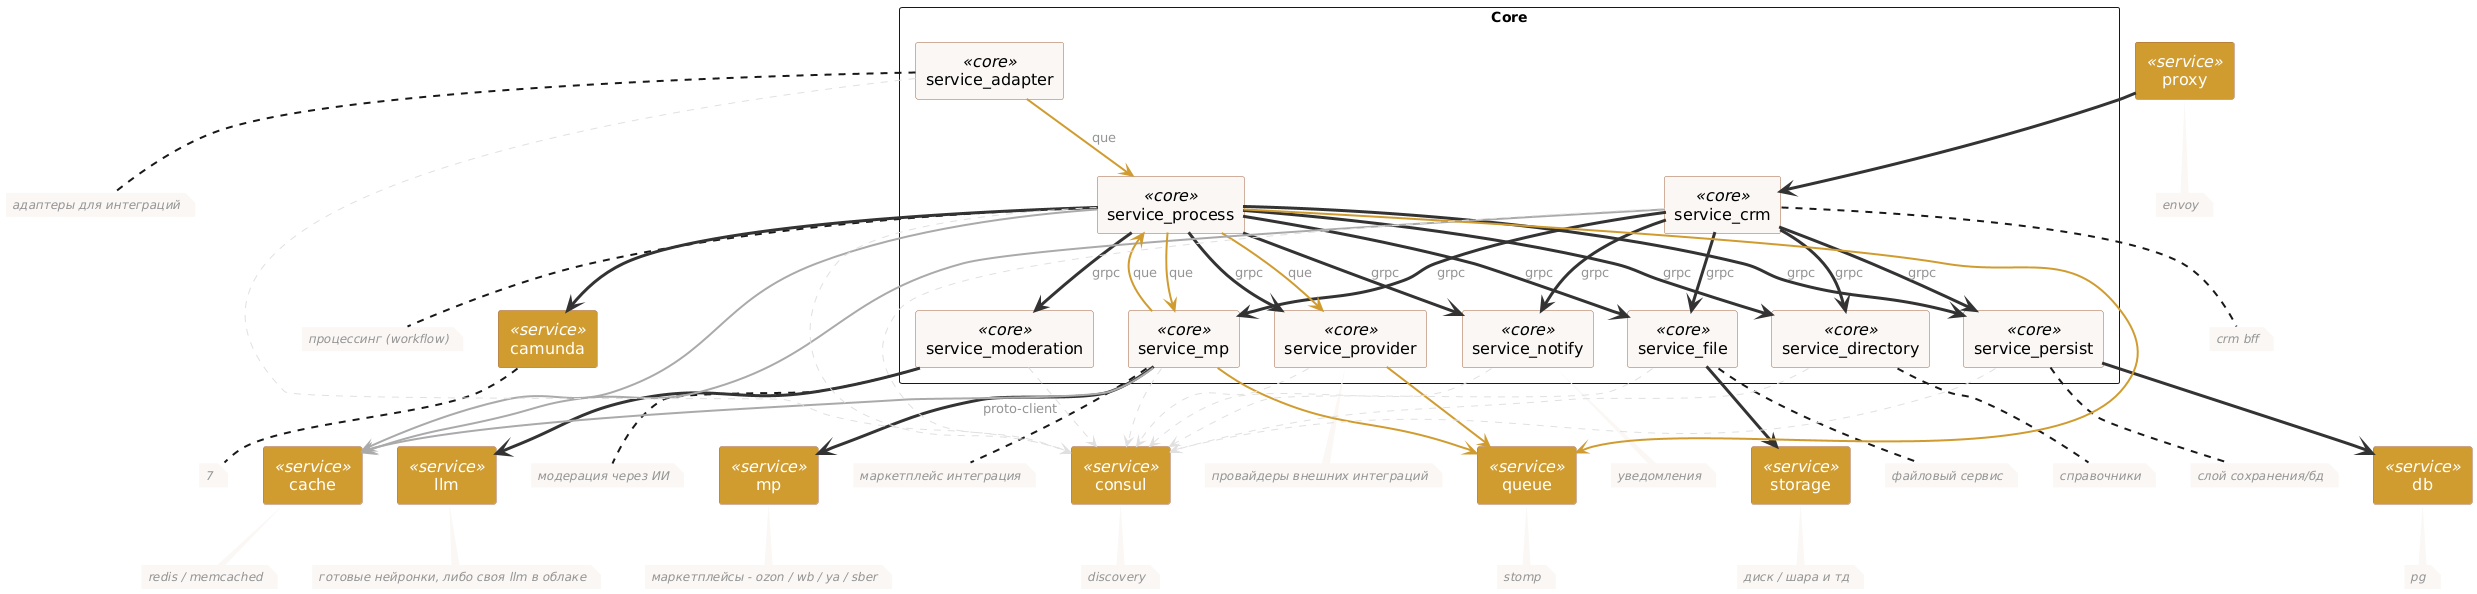 Core
«core»
service_adapter
«service»
proxy
que
адаптеры для интеграций
«core»
service_process
«core»
service_crm
envoy
grpc
que
que
grpc
que
grpc
grpc
grpc
grpc
grpc
grpc
grpc
grpc
grpc
процессинг (workflow)
«service»
camunda
«core»
service_moderation
«core»
service_mp
«core»
service_provider
«core»
service_notify
«core»
service_file
«core»
service_directory
«core»
service_persist
crm bff
proto-client
7
«service»
cache
«service»
llm
модерация через ИИ
«service»
mp
маркетплейс интеграция
«service»
consul
провайдеры внешних интеграций
«service»
queue
уведомления
«service»
storage
файловый сервис
справочники
слой сохранения/бд
«service»
db
redis / memcached
готовые нейронки, либо своя llm в облаке
маркетплейсы - ozon / wb / ya / sber
discovery
stomp
диск / шара и тд
pg